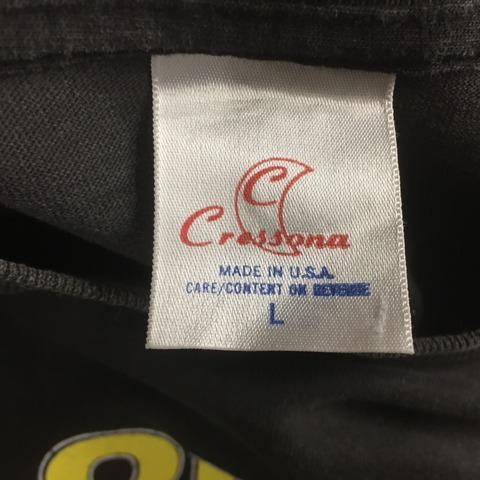 C
Cressona
MADE IN U.S.A.
CARE/CONTENT ON REVERSE
L